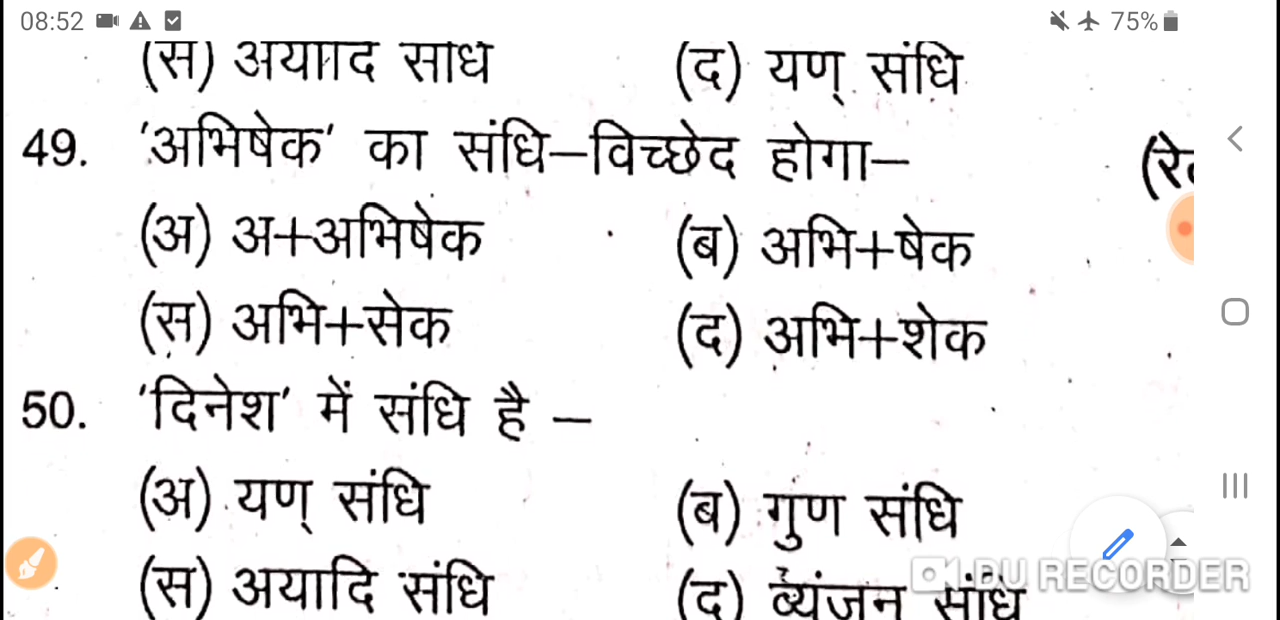 08:52 75%
(स) अयादि संधि (द) यण् संधि
49. 'अभिषेक' का संधि–विच्छेद होगा–
(अ) अ+अभिषेक (ब) अभि+षेक
(स) अभि+सेक (द) अभि+शेक
50. 'दिनेश' में संधि है –
(अ) यण् संधि (ब) गुण संधि
(स) अयादि संधि (द) व्यंजन संधि
DU RECORDER